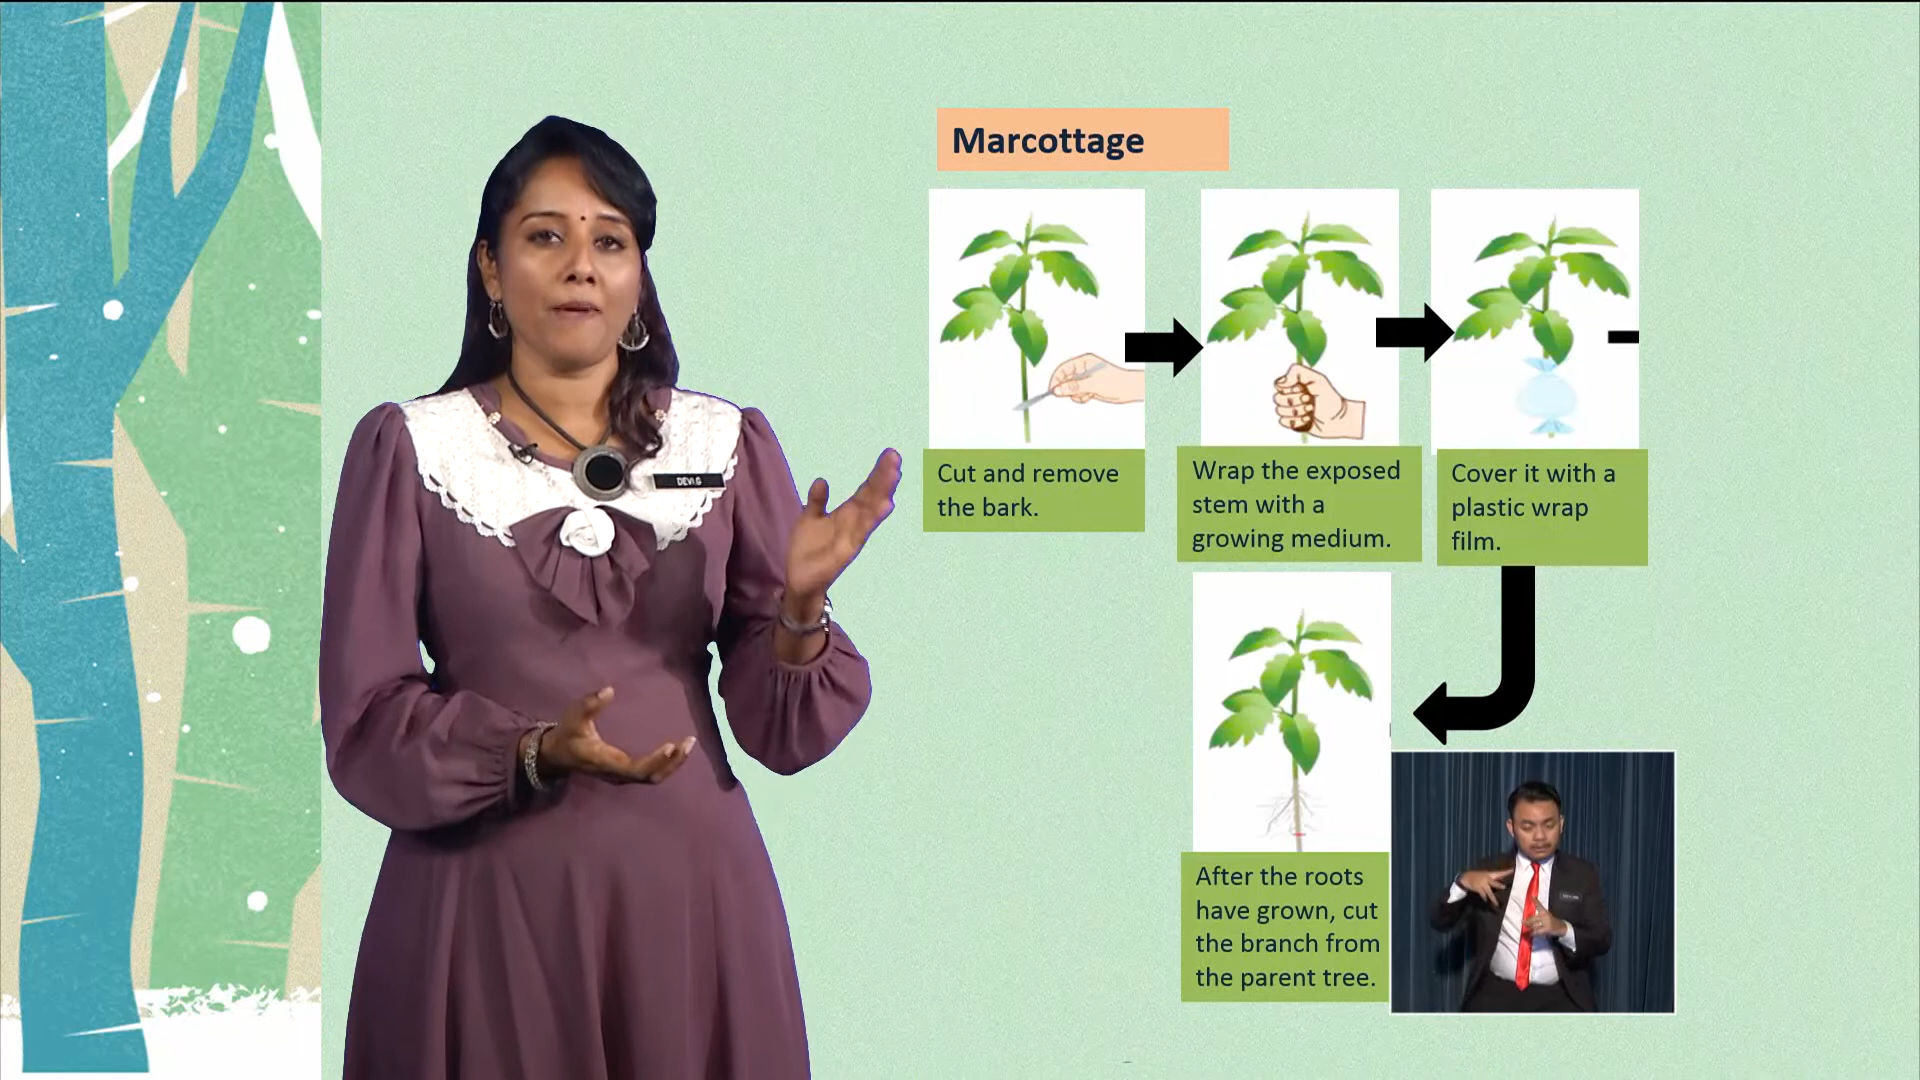 Marcottage
Cut and remove
the bark.
Wrap the exposed
stem with a
growing medium.
Cover it with a
plastic wrap
film.
After the roots
have grown, cut
the branch from
the parent tree.
DEVI.G